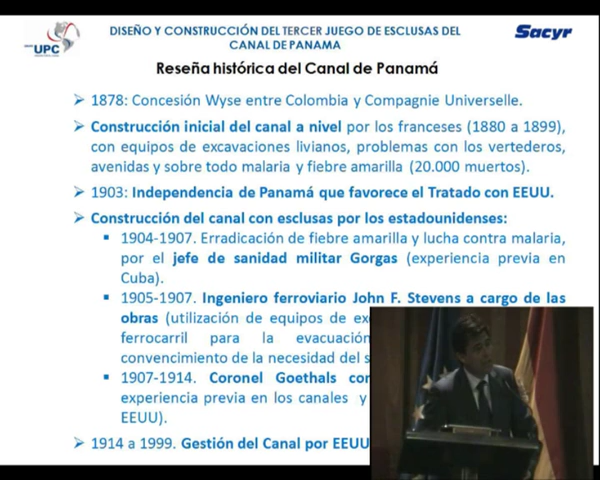 DISEÑO Y CONSTRUCCIÓN DEL TERCER JUEGO DE ESCLUSAS DEL
CANAL DE PANAMA
UPC
Sacyr
Reseña histórica del Canal de Panamá
1878: Concesión Wyse entre Colombia y Compagnie Universelle.
Construcción inicial del canal a nivel por los franceses (1880 a 1899),
con equipos de excavaciones livianos, problemas con los vertederos,
avenidas y sobre todo malaria y fiebre amarilla (20.000 muertos).
1903: Independencia de Panamá que favorece el Tratado con EEUU.
Construcción del canal con esclusas por los estadounidenses:
1904-1907. Erradicación de fiebre amarilla y lucha contra malaria,
por el jefe de sanidad militar Gorgas (experiencia previa en
Cuba).
1905-1907. Ingeniero ferroviario John F. Stevens a cargo de las
obras (utilización de equipos de
ferrocarril para la
convencimiento de la necesidad del
1907-1914. Coronel Goethals
experiencia previa en los canales y
EEUU).
1914 a 1999. Gestión del Canal por EEUU